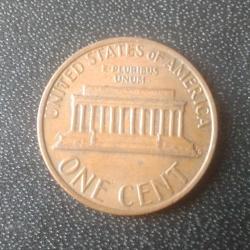 UNITED STATES OF AMERICA
E·PLURIBUS
UNUM
ONE CENT